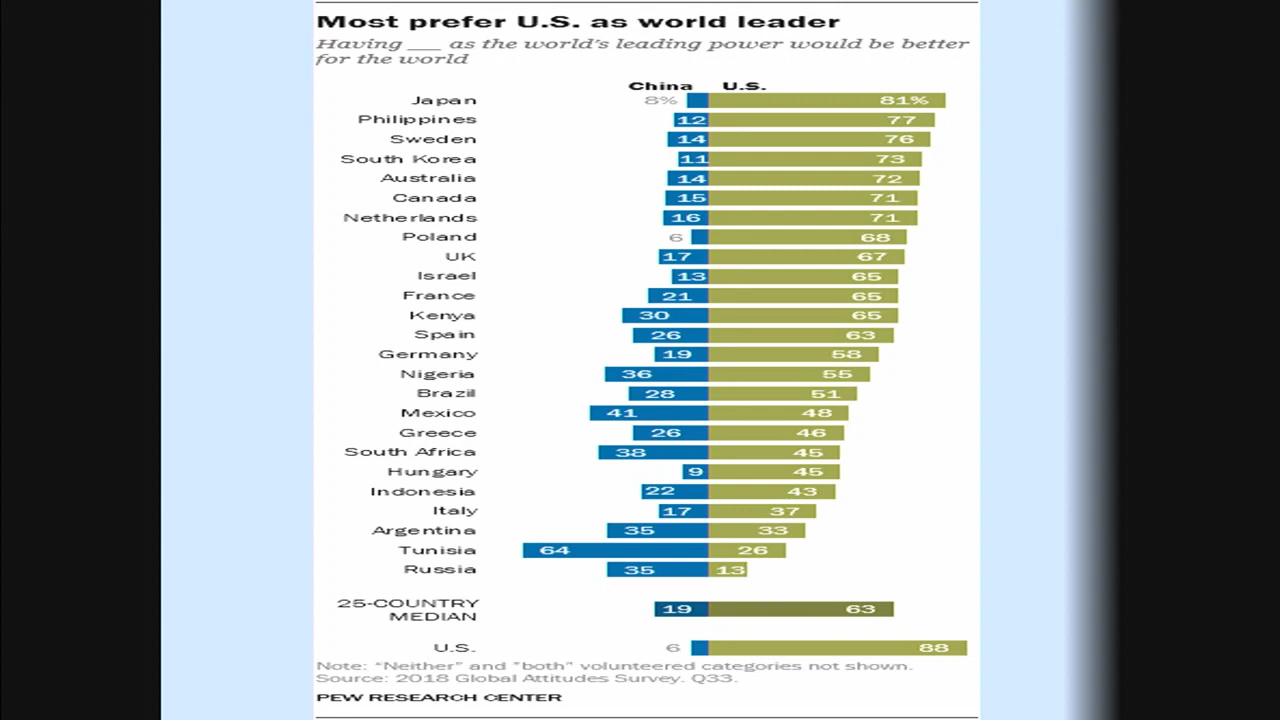 Most prefer U.S. as world leader
Having ___ as the world's leading power would be better
for the world
China U.S.
Japan 8% 81%
Philippines 12 77
Sweden 14 76
South Korea 11 73
Australia 14 72
Canada 15 71
Netherlands 16 71
Poland 6 68
UK 17 67
Israel 13 65
France 21 65
Kenya 30 65
Spain 26 63
Germany 19 58
Nigeria 36 55
Brazil 28 51
Mexico 41 48
Greece 26 46
South Africa 38 45
Hungary 9 45
Indonesia 22 43
Italy 17 37
Argentina 35 33
Tunisia 64 26
Russia 35 13
25-COUNTRY
MEDIAN 19 63
U.S. 6 88
Note: "Neither" and "both" volunteered categories not shown.
Source: 2018 Global Attitudes Survey. Q33.
PEW RESEARCH CENTER